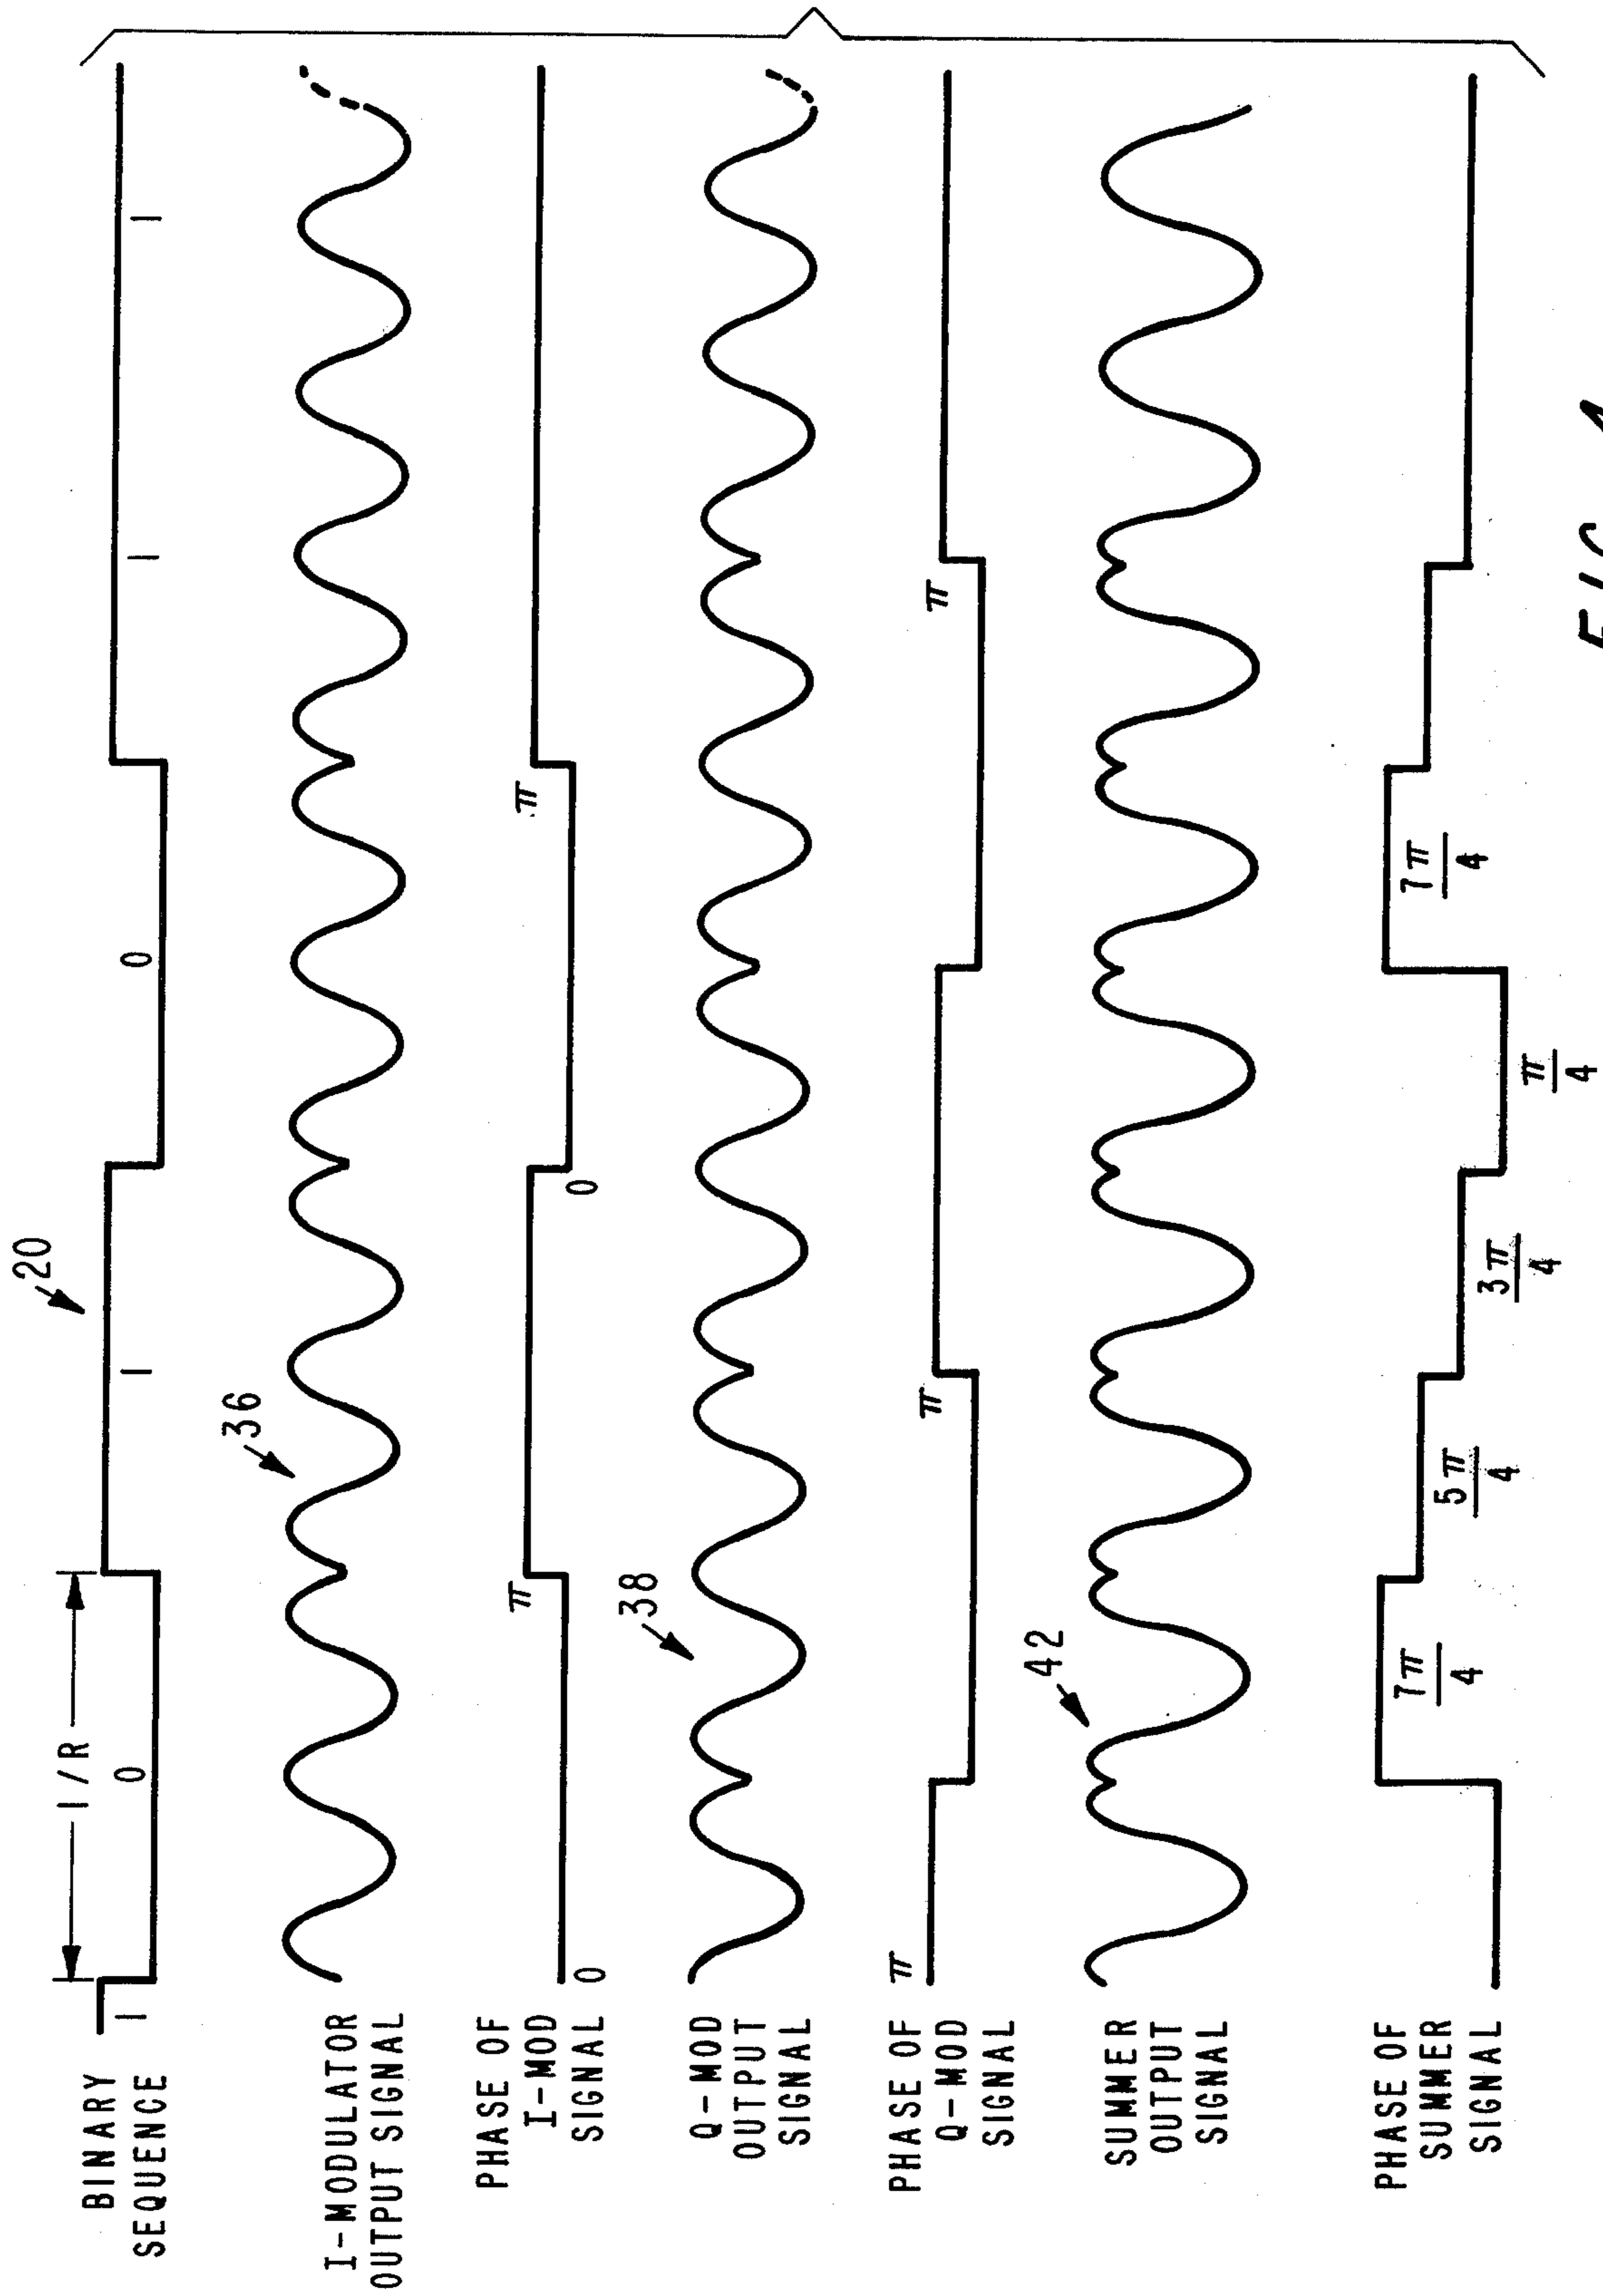 20
1/R
BINARY
SEQUENCE
1 0 1 0 1 1
36
I-MODULATOR
OUTPUT SIGNAL
PHASE OF
I-MOD
SIGNAL
0 π 0 π
38
Q-MOD
OUTPUT
SIGNAL
PHASE OF
Q-MOD
SIGNAL
π π π
42
SUMMER
OUTPUT
SIGNAL
PHASE OF
SUMMER
SIGNAL
7π/4 5π/4 3π/4 π/4 7π/4